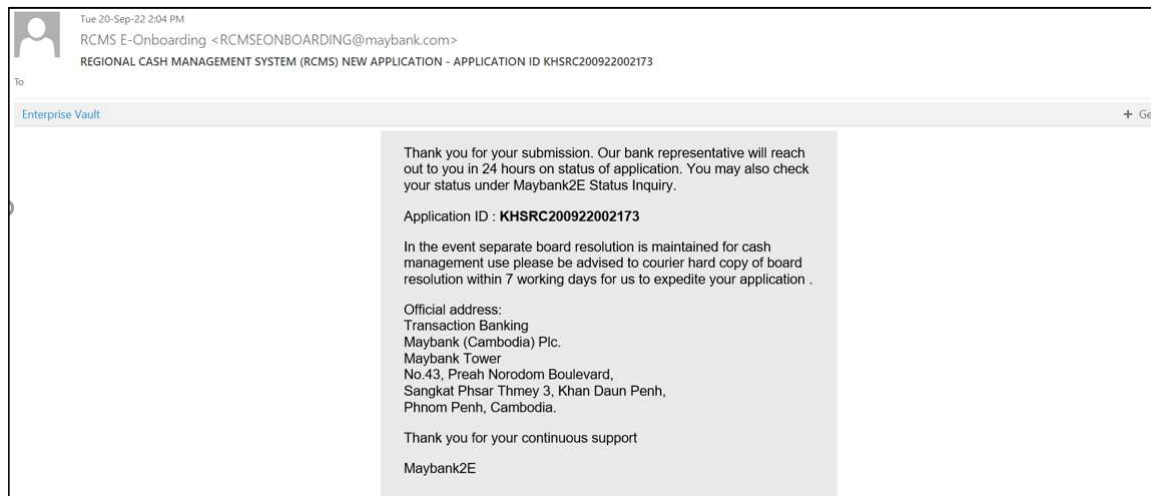 Tue 20-Sep-22 2:04 PM
RCMS E-Onboarding <RCMSEONBOARDING@maybank.com>
REGIONAL CASH MANAGEMENT SYSTEM (RCMS) NEW APPLICATION - APPLICATION ID KHSRC200922002173
To
Enterprise Vault
+ Ge
Thank you for your submission. Our bank representative will reach
out to you in 24 hours on status of application. You may also check
your status under Maybank2E Status Inquiry.
Application ID : KHSRC200922002173
In the event separate board resolution is maintained for cash
management use please be advised to courier hard copy of board
resolution within 7 working days for us to expedite your application .
Official address:
Transaction Banking
Maybank (Cambodia) Plc.
Maybank Tower
No.43, Preah Norodom Boulevard,
Sangkat Phsar Thmey 3, Khan Daun Penh,
Phnom Penh, Cambodia.
Thank you for your continuous support
Maybank2E